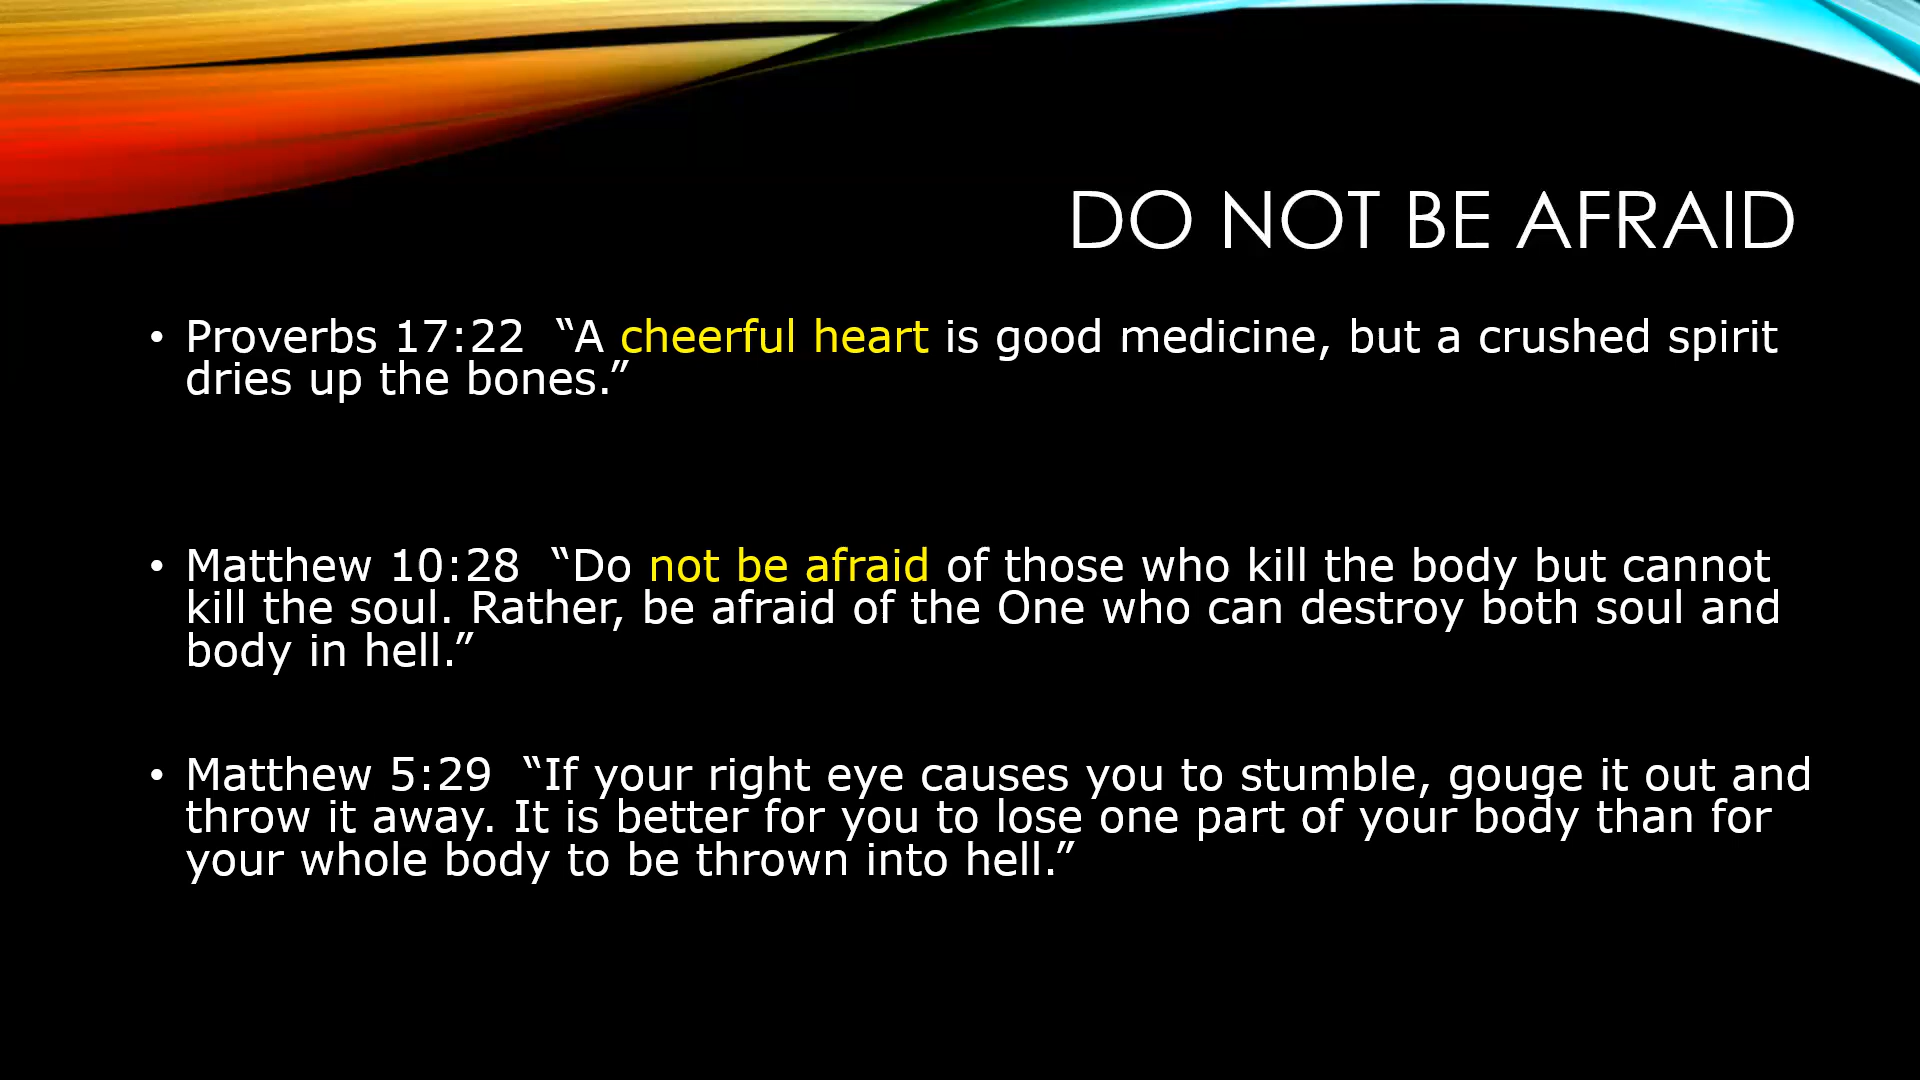 DO NOT BE AFRAID
• Proverbs 17:22  “A cheerful heart is good medicine, but a crushed spirit
dries up the bones.”
• Matthew 10:28  “Do not be afraid of those who kill the body but cannot
kill the soul. Rather, be afraid of the One who can destroy both soul and
body in hell.”
• Matthew 5:29  “If your right eye causes you to stumble, gouge it out and
throw it away. It is better for you to lose one part of your body than for
your whole body to be thrown into hell.”